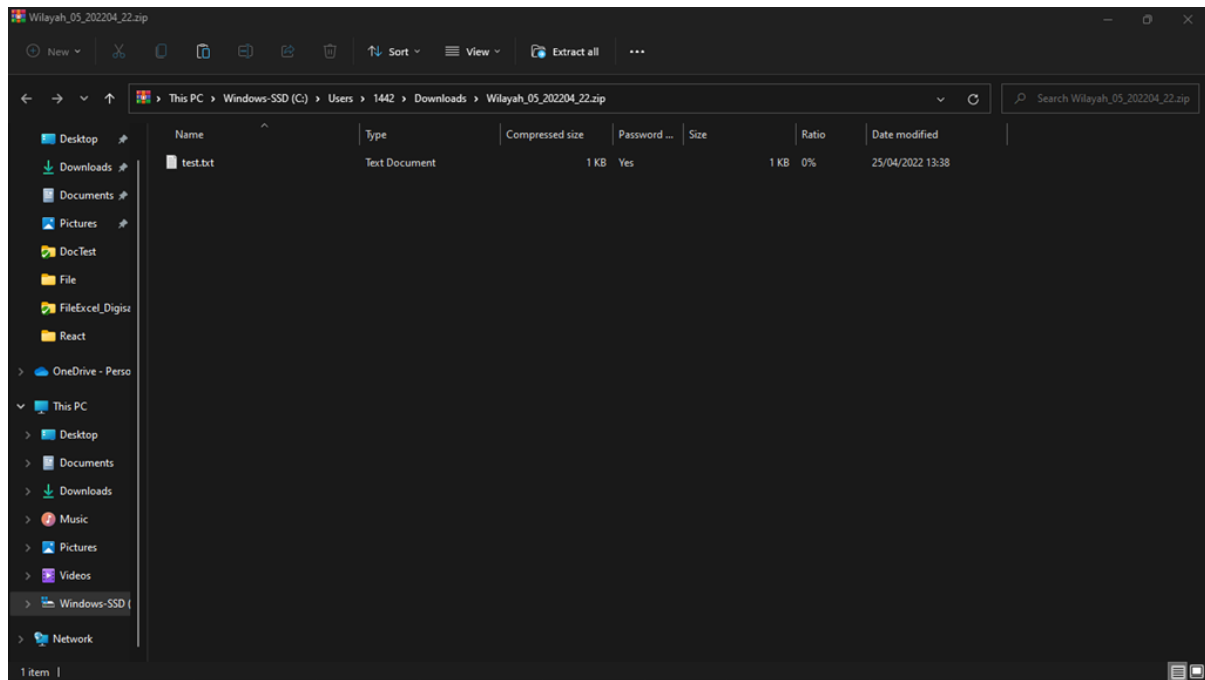 Wilayah_05_202204_22.zip
New
Sort
View
Extract all
This PC > Windows-SSD (C:) > Users > 1442 > Downloads > Wilayah_05_202204_22.zip
Search Wilayah_05_202204_22.zip
Name Type Compressed size Password ... Size Ratio Date modified
test.txt Text Document 1 KB Yes 1 KB 0% 25/04/2022 13:38
Desktop
Downloads
Documents
Pictures
DocTest
File
FileExcel_Digisa
React
OneDrive - Perso
This PC
Desktop
Documents
Downloads
Music
Pictures
Videos
Windows-SSD (
Network
1 item